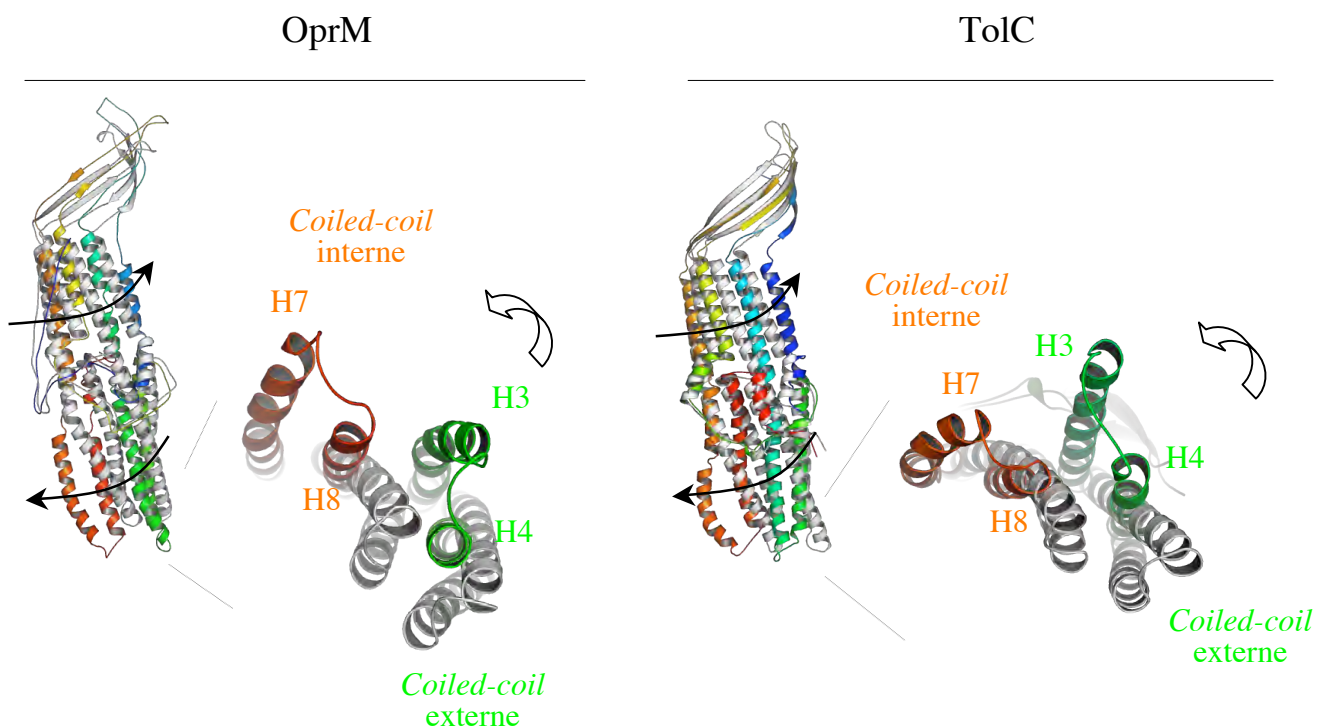 OprM
Coiled-coil
interne
H7
H3
H8
H4
Coiled-coil
externe
TolC
Coiled-coil
interne
H3
H7
H4
H8
Coiled-coil
externe